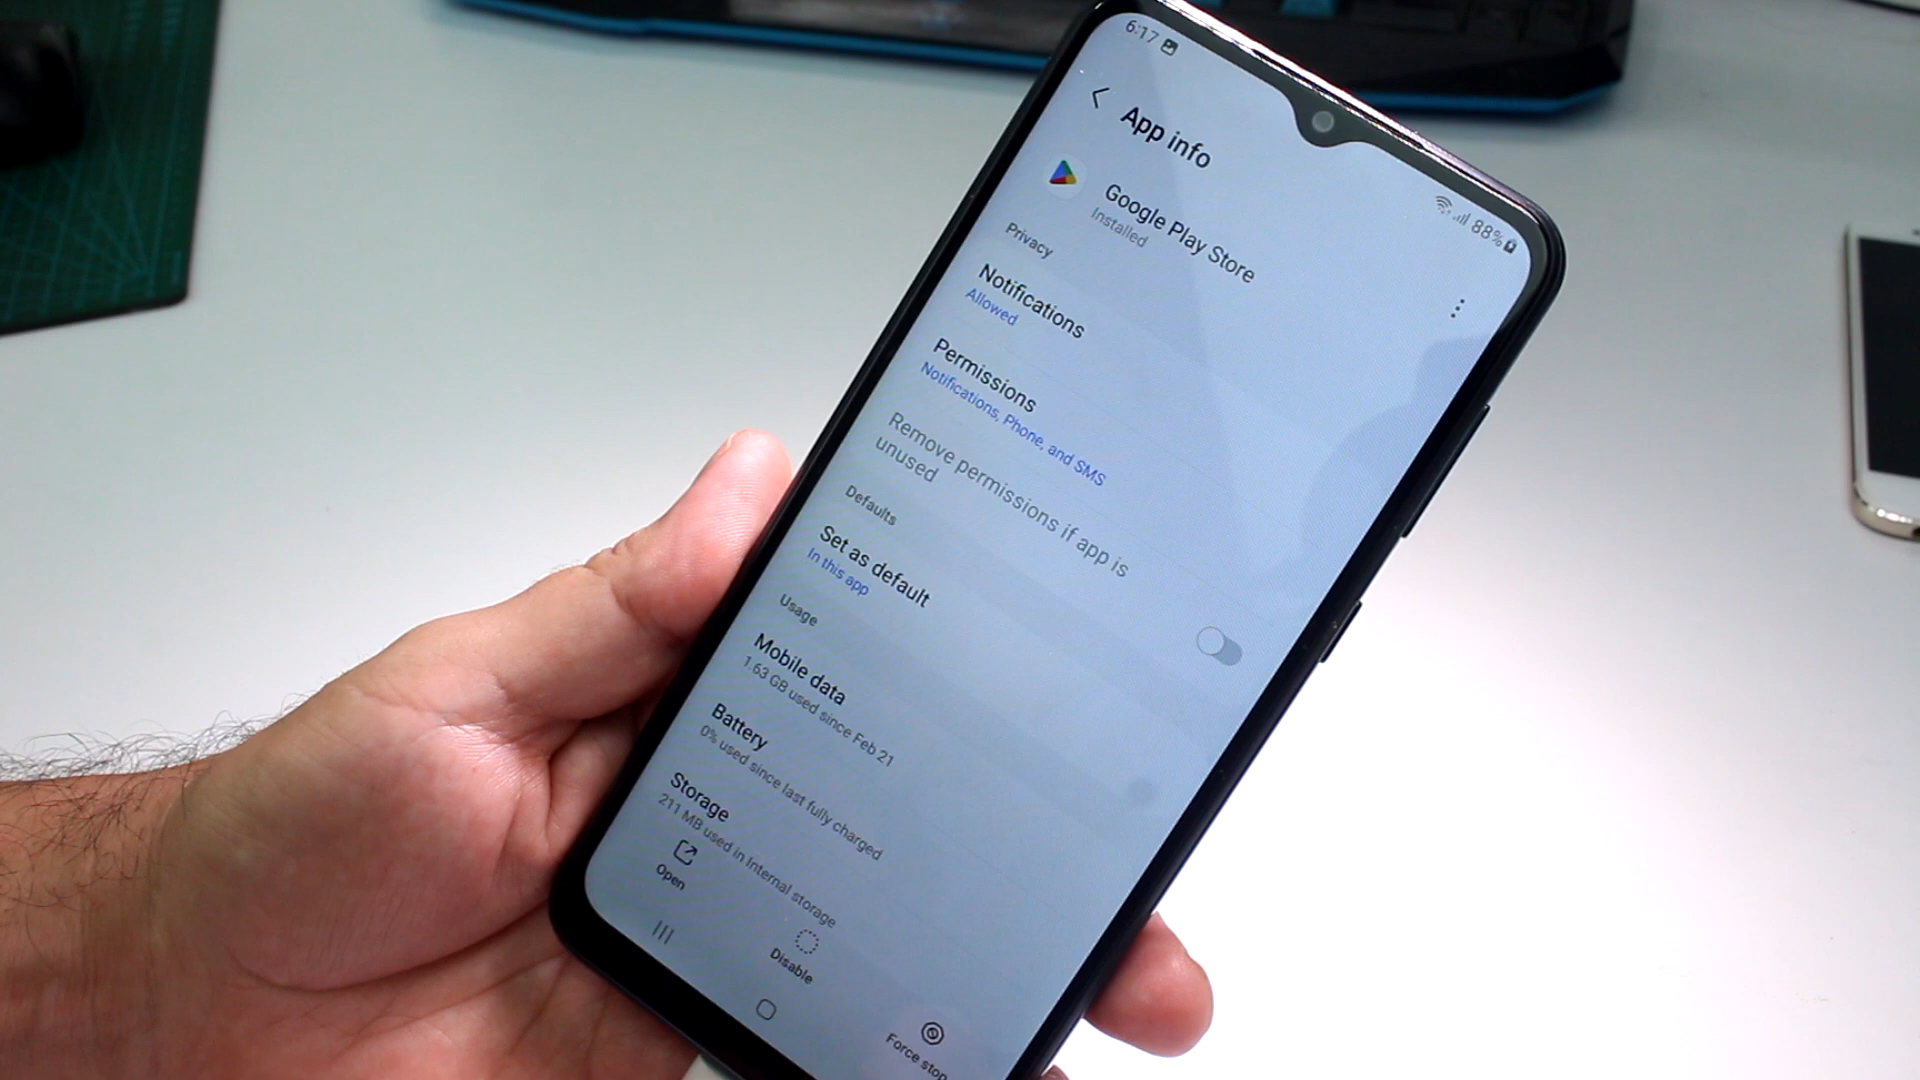 6:17
88%
App info
Google Play Store
Installed
Privacy
Notifications
Allowed
Permissions
Notifications, Phone, and SMS
Remove permissions if app is
unused
Defaults
Set as default
In this app
Usage
Mobile data
1.63 GB used since Feb 21
Battery
0% used since last fully charged
Storage
211 MB used in Internal storage
Open
Disable
Force stop